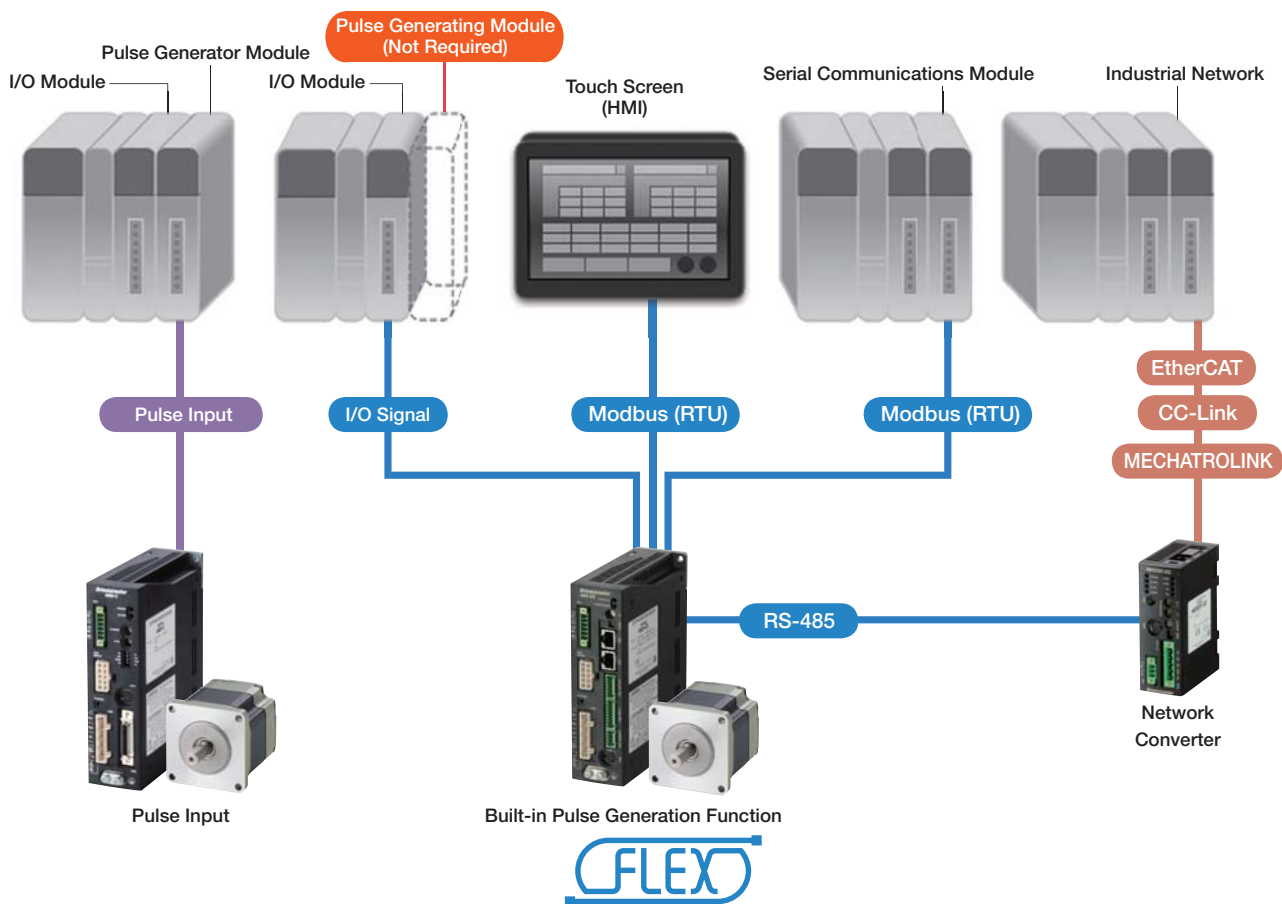 Pulse Generating Module
(Not Required)
Pulse Generator Module
I/O Module
I/O Module
Touch Screen
(HMI)
Serial Communications Module
Industrial Network
EtherCAT
Pulse Input
I/O Signal
Modbus (RTU)
Modbus (RTU)
CC-Link
MECHATROLINK
RS-485
Network
Converter
Pulse Input
Built-in Pulse Generation Function
FLEX